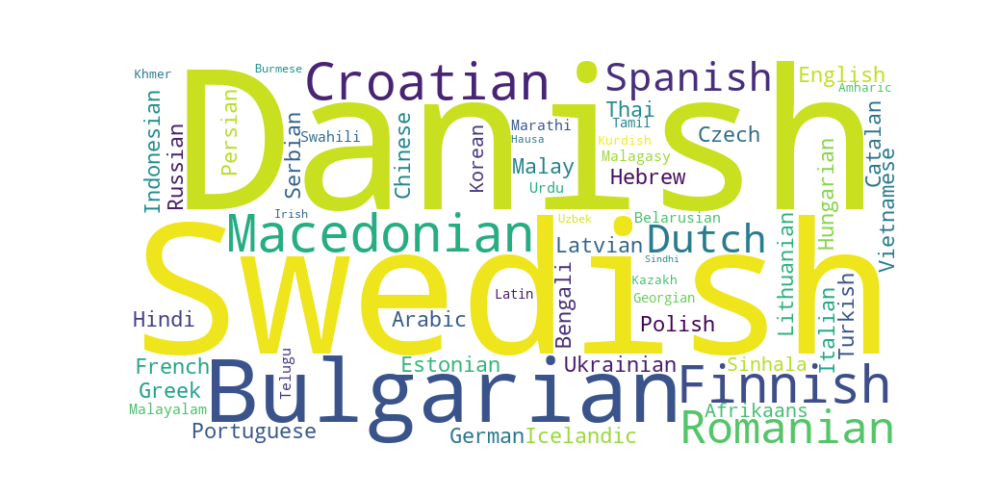 Khmer
Burmese
Danish
Croatian
Spanish
English
Amharic
Indonesian
Russian
Persian
Serbian
Swahili
Chinese
Korean
Marathi
Hausa
Thai
Tamil
Kurdish
Czech
Catalan
Malay
Malagasy
Urdu
Hebrew
Hungarian
Vietnamese
Irish
Swedish
Macedonian
Uzbek
Belarusian
Latvian
Dutch
Sindhi
Lithuanian
Kazakh
Latin
Georgian
Bengali
Hindi
Arabic
Polish
Italian
Turkish
French
Telugu
Estonian
Ukrainian
Sinhala
Greek
Bulgarian
Finnish
Malayalam
Afrikaans
Portuguese
German
Icelandic
Romanian